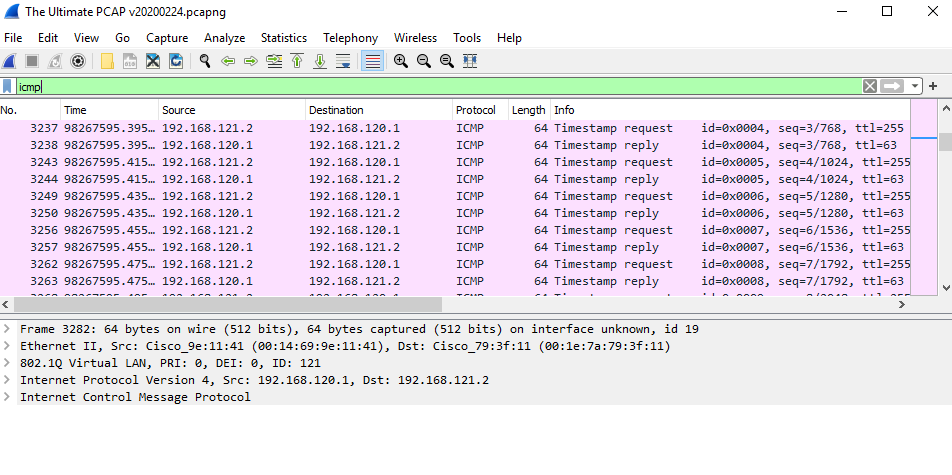 The Ultimate PCAP v20200224.pcapng
File Edit View Go Capture Analyze Statistics Telephony Wireless Tools Help
icmp
No. Time Source Destination Protocol Length Info
3237 98267595.395… 192.168.121.2 192.168.120.1 ICMP 64 Timestamp request id=0x0004, seq=3/768, ttl=255
3238 98267595.395… 192.168.120.1 192.168.121.2 ICMP 64 Timestamp reply id=0x0004, seq=3/768, ttl=63
3243 98267595.415… 192.168.121.2 192.168.120.1 ICMP 64 Timestamp request id=0x0005, seq=4/1024, ttl=255
3244 98267595.415… 192.168.120.1 192.168.121.2 ICMP 64 Timestamp reply id=0x0005, seq=4/1024, ttl=63
3249 98267595.435… 192.168.121.2 192.168.120.1 ICMP 64 Timestamp request id=0x0006, seq=5/1280, ttl=255
3250 98267595.435… 192.168.120.1 192.168.121.2 ICMP 64 Timestamp reply id=0x0006, seq=5/1280, ttl=63
3256 98267595.455… 192.168.121.2 192.168.120.1 ICMP 64 Timestamp request id=0x0007, seq=6/1536, ttl=255
3257 98267595.455… 192.168.120.1 192.168.121.2 ICMP 64 Timestamp reply id=0x0007, seq=6/1536, ttl=63
3262 98267595.475… 192.168.121.2 192.168.120.1 ICMP 64 Timestamp request id=0x0008, seq=7/1792, ttl=255
3263 98267595.475… 192.168.120.1 192.168.121.2 ICMP 64 Timestamp reply id=0x0008, seq=7/1792, ttl=63
Frame 3282: 64 bytes on wire (512 bits), 64 bytes captured (512 bits) on interface unknown, id 19
Ethernet II, Src: Cisco_9e:11:41 (00:14:69:9e:11:41), Dst: Cisco_79:3f:11 (00:1e:7a:79:3f:11)
802.1Q Virtual LAN, PRI: 0, DEI: 0, ID: 121
Internet Protocol Version 4, Src: 192.168.120.1, Dst: 192.168.121.2
Internet Control Message Protocol